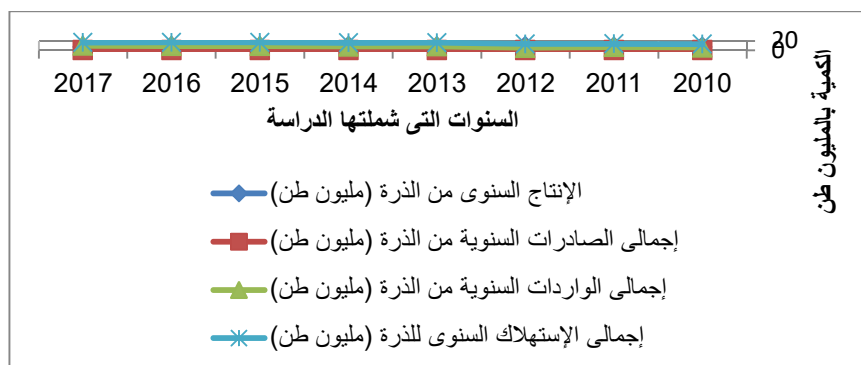 20
0
2017 2016 2015 2014 2013 2012 2011 2010
السنوات التى شملتها الدراسة
الكمية بالمليون طن
الإنتاج السنوى من الذرة (مليون طن)
إجمالى الصادرات السنوية من الذرة (مليون طن)
إجمالى الواردات السنوية من الذرة (مليون طن)
إجمالى الإستهلاك السنوى للذرة (مليون طن)